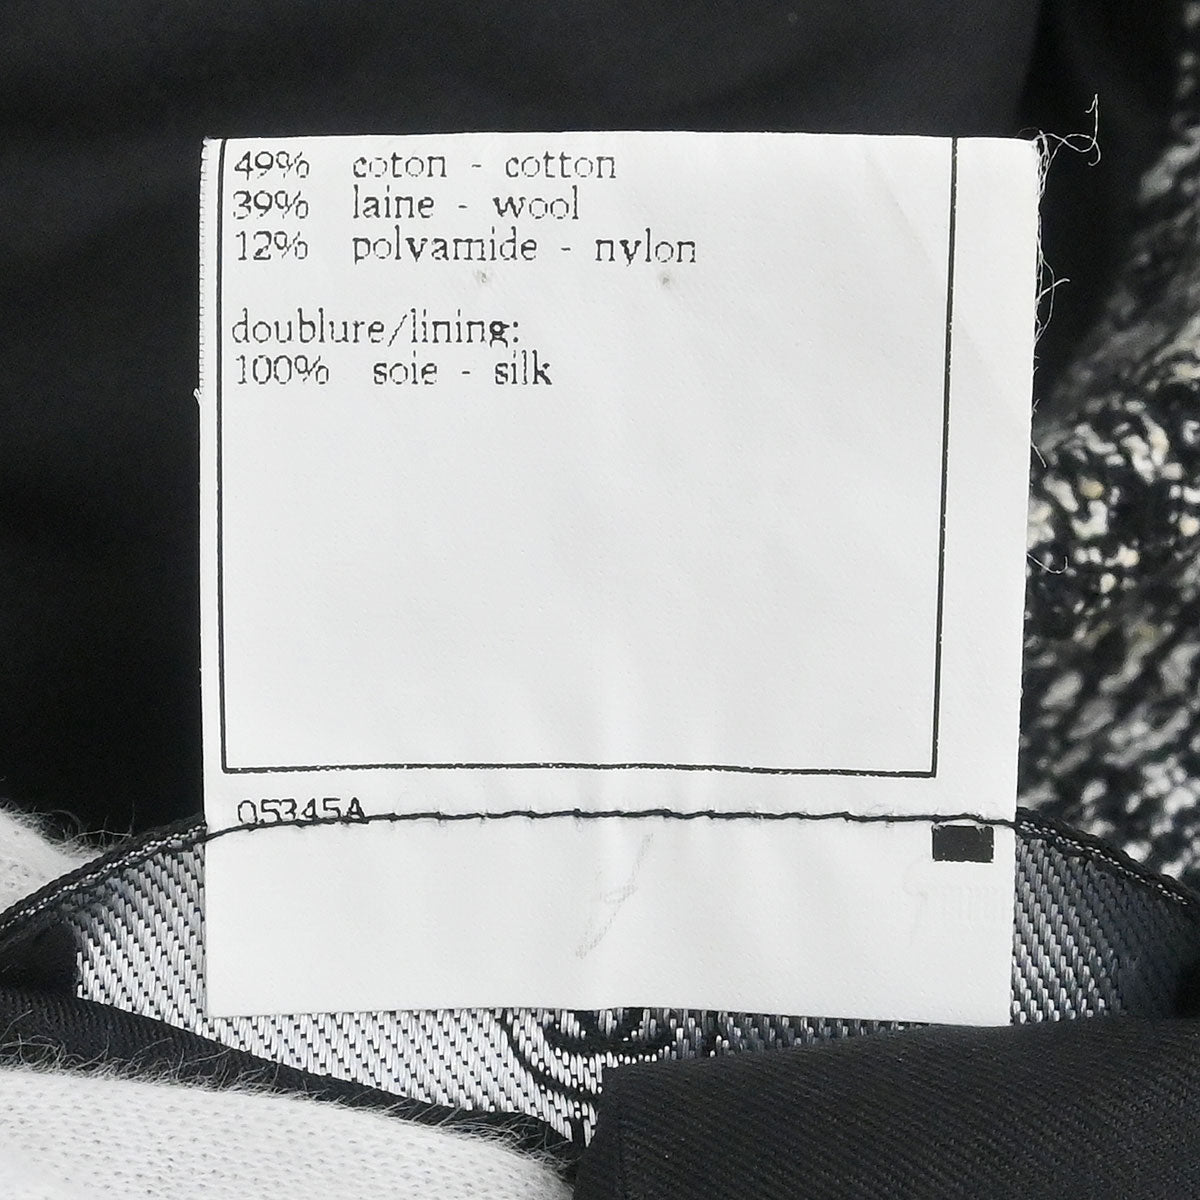 49% coton - cotton
39% laine - wool
12% polyamide - nylon
doublure/lining:
100% soie - silk
05345A